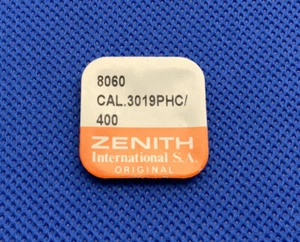 8060
CAL.3019PHC/
400
ZENITH
International S.A.
ORIGINAL